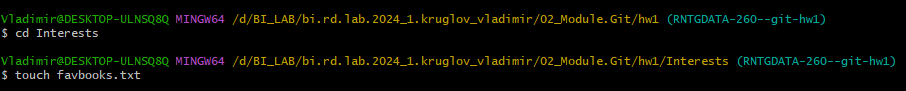 Vladimir@DESKTOP-ULNSQ8Q MINGW64 /d/BI_LAB/bi.rd.lab.2024_1.kruglov_vladimir/02_Module.Git/hw1 (RNTGDATA-260--git-hw1)
$ cd Interests
Vladimir@DESKTOP-ULNSQ8Q MINGW64 /d/BI_LAB/bi.rd.lab.2024_1.kruglov_vladimir/02_Module.Git/hw1/Interests (RNTGDATA-260--git-hw1)
$ touch favbooks.txt